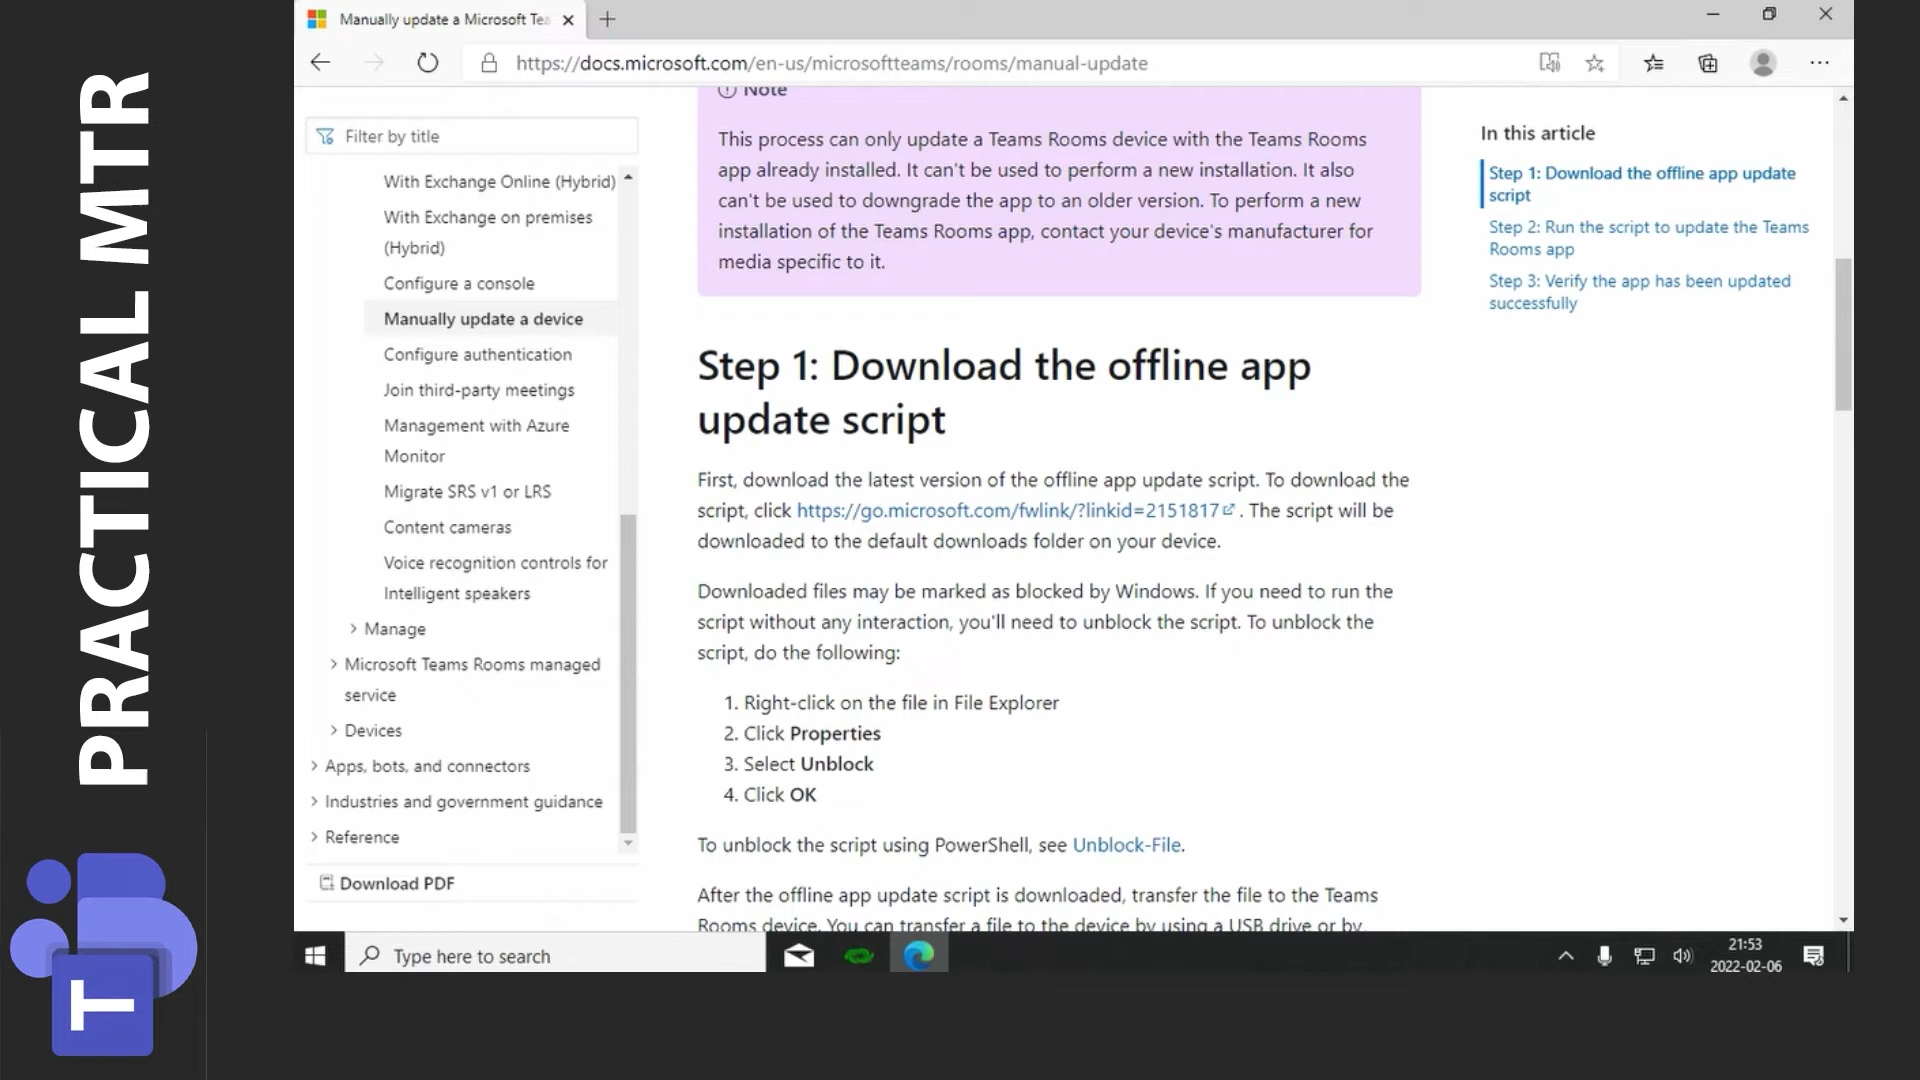 PRACTICAL MTR
T
Manually update a Microsoft Tea
https://docs.microsoft.com/en-us/microsoftteams/rooms/manual-update
Filter by title
With Exchange Online (Hybrid)
With Exchange on premises
(Hybrid)
Configure a console
Manually update a device
Configure authentication
Join third-party meetings
Management with Azure
Monitor
Migrate SRS v1 or LRS
Content cameras
Voice recognition controls for
Intelligent speakers
Manage
Microsoft Teams Rooms managed
service
Devices
Apps, bots, and connectors
Industries and government guidance
Reference
Download PDF
Note
This process can only update a Teams Rooms device with the Teams Rooms
app already installed. It can't be used to perform a new installation. It also
can't be used to downgrade the app to an older version. To perform a new
installation of the Teams Rooms app, contact your device's manufacturer for
media specific to it.
Step 1: Download the offline app
update script
First, download the latest version of the offline app update script. To download the
script, click https://go.microsoft.com/fwlink/?linkid=2151817 . The script will be
downloaded to the default downloads folder on your device.
Downloaded files may be marked as blocked by Windows. If you need to run the
script without any interaction, you'll need to unblock the script. To unblock the
script, do the following:
1. Right-click on the file in File Explorer
2. Click Properties
3. Select Unblock
4. Click OK
To unblock the script using PowerShell, see Unblock-File.
After the offline app update script is downloaded, transfer the file to the Teams
Rooms device. You can transfer a file to the device by using a USB drive or by
In this article
Step 1: Download the offline app update
script
Step 2: Run the script to update the Teams
Rooms app
Step 3: Verify the app has been updated
successfully
Type here to search
21:53
2022-02-06